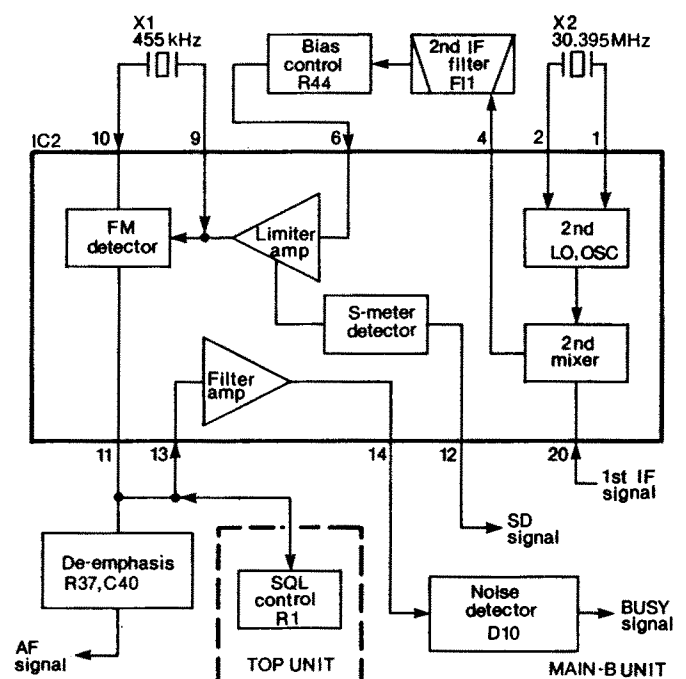 X1
455 kHz
Bias
control
R44
2nd IF
filter
FI1
X2
30.395MHz
IC2
10
9
6
4
2
1
FM
detector
Limiter
amp
2nd
LO, OSC
S-meter
detector
2nd
mixer
Filter
amp
11
13
14
12
20
1st IF
signal
SD
signal
De-emphasis
R37, C40
SQL
control
R1
Noise
detector
D10
BUSY
signal
AF
signal
TOP UNIT
MAIN-B UNIT